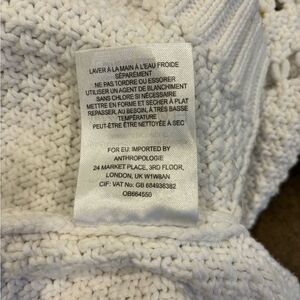 LAVER À LA MAIN À L'EAU FROIDE
SÉPARÉMENT
NE PAS TORDRE OU ESSORER
UTILISER UN AGENT DE BLANCHIMENT
SANS CHLORE SI NÉCESSAIRE
METTRE EN FORME ET SÉCHER À PLAT
REPASSER, AU BESOIN, À TRÈS BASSE
TEMPÉRATURE
PEUT-ÊTRE ÊTRE NETTOYÉE À SEC
FOR EU: IMPORTED BY
ANTHROPOLOGIE
24 MARKET PLACE, 3RD FLOOR,
LONDON, UK W1W8AN
CIF: VAT No: GB 684936382
OB664550